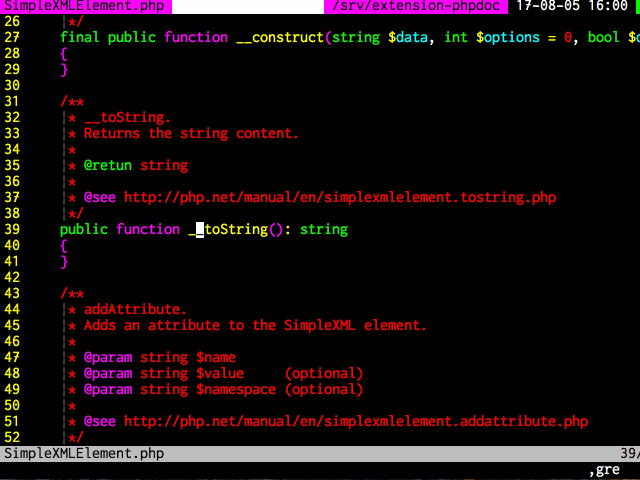 SimpleXMLElement.php /srv/extension-phpdoc 17-08-05 16:00
26 |*/
27 final public function __construct(string $data, int $options = 0, bool $d
28 {
29 }
30
31 /**
32 |* __toString.
33 |* Returns the string content.
34 |*
35 |* @retun string
36 |*
37 |* @see http://php.net/manual/en/simplexmlelement.tostring.php
38 |*/
39 public function __toString(): string
40 {
41 }
42
43 /**
44 |* addAttribute.
45 |* Adds an attribute to the SimpleXML element.
46 |*
47 |* @param string $name
48 |* @param string $value     (optional)
49 |* @param string $namespace (optional)
50 |*
51 |* @see http://php.net/manual/en/simplexmlelement.addattribute.php
52 |*/
SimpleXMLElement.php 39/
,gre